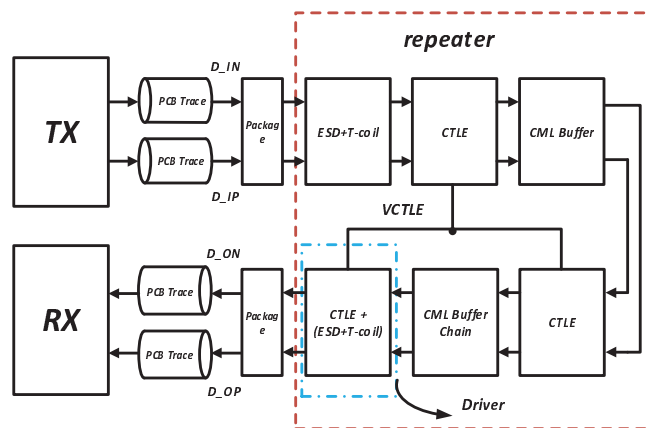 repeater
D_IN
TX
PCB Trace
PCB Trace
D_IP
Packag
e
ESD+T-coil
CTLE
CML Buffer
VCTLE
D_ON
RX
PCB Trace
PCB Trace
D_OP
Packag
e
CTLE +
(ESD+T-coil)
CML Buffer
Chain
CTLE
Driver